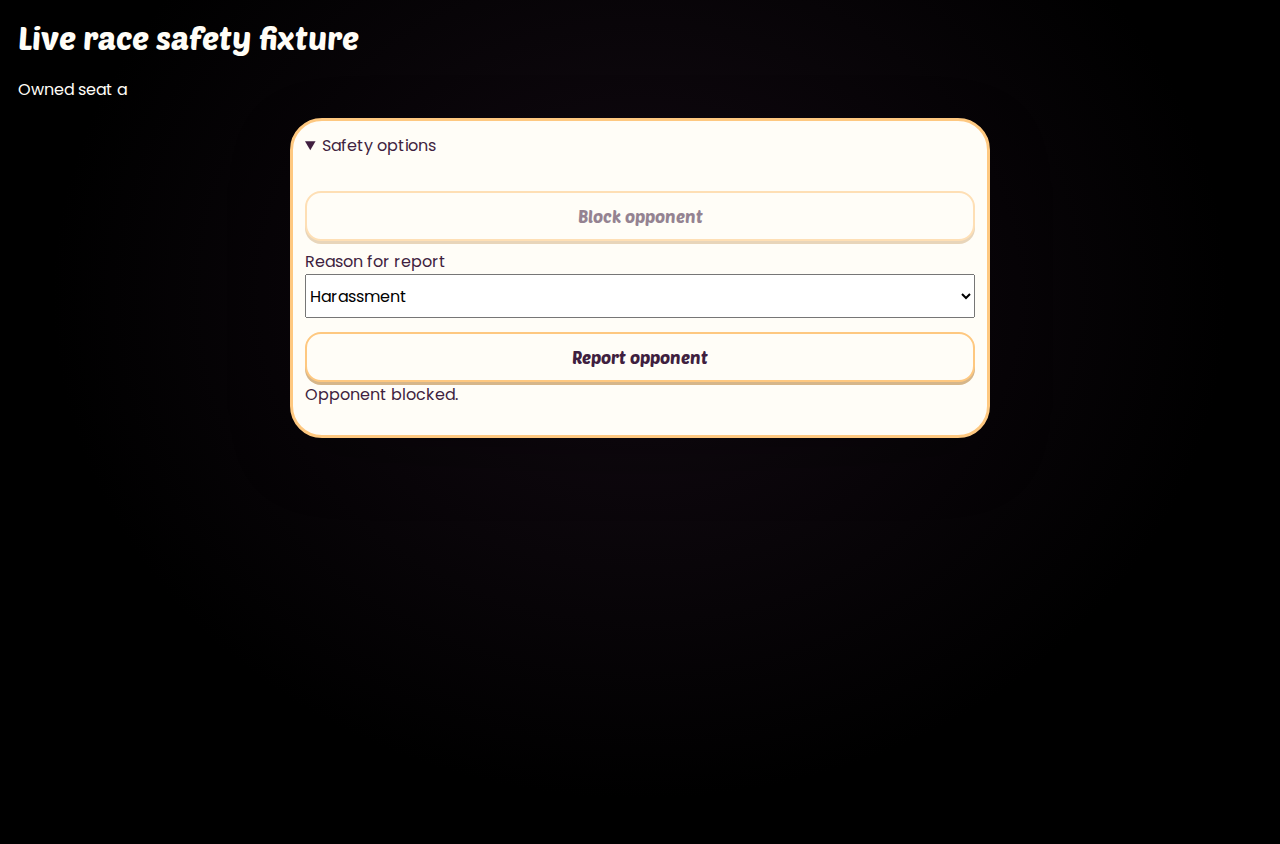 Live race safety fixture
Owned seat a
▼ Safety options
Block opponent
Reason for report
Harassment
Report opponent
Opponent blocked.